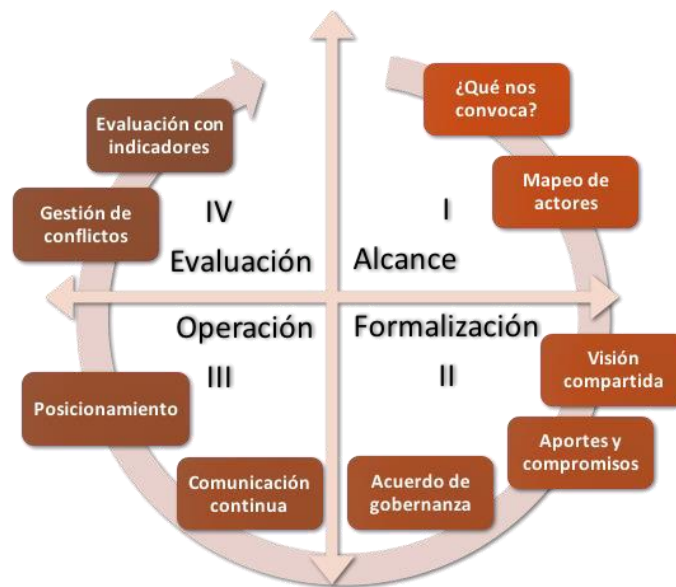 ¿Qué nos
convoca?
Mapeo de
actores
I
Alcance
Formalización
II
Visión
compartida
Aportes y
compromisos
Acuerdo de
gobernanza
Operación
III
Comunicación
continua
Posicionamiento
IV
Evaluación
Gestión de
conflictos
Evaluación con
indicadores